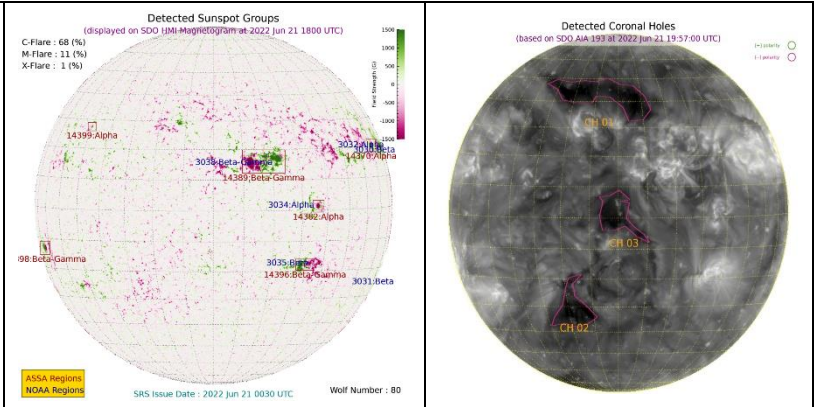 Detected Sunspot Groups
(displayed on SDO HMI Magnetogram at 2022 Jun 21 1800 UTC)
C-Flare : 68 (%)
M-Flare : 11 (%)
X-Flare : 1 (%)
1500
1000
500
0
-500
-1000
-1500
Field Strength (G)
14399:Alpha
3032:Alpha
14370:Alpha
3038:Beta-Gamma
14389:Beta-Gamma
3034:Alpha
14382:Alpha
98:Beta-Gamma
3035:Beta
14396:Beta-Gamma
3031:Beta
ASSA Regions
NOAA Regions
SRS Issue Date : 2022 Jun 21 0030 UTC
Wolf Number : 80
Detected Coronal Holes
(based on SDO AIA 193 at 2022 Jun 21 19:57:00 UTC)
(+) polarity
(-) polarity
CH 01
CH 03
CH 02